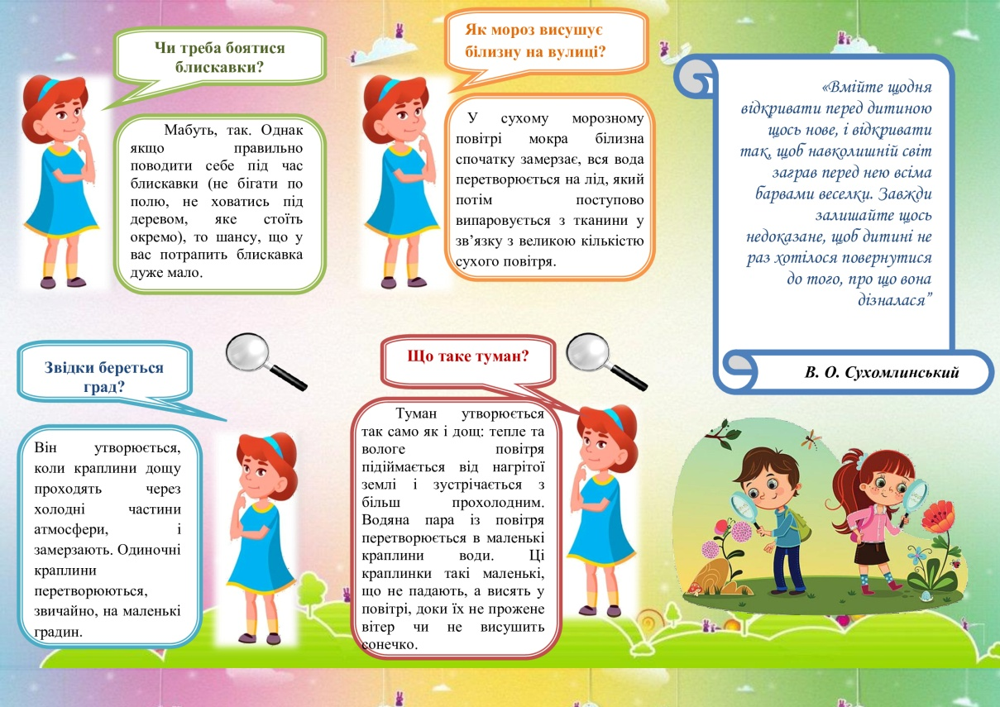 Чи треба боятися
блискавки?
Мабуть, так. Однак
якщо правильно
поводити себе під час
блискавки (не бігати по
полю, не ховатись під
деревом, яке стоїть
окремо), то шансу, що у
вас потрапить блискавка
дуже мало.
Як мороз висушує
білизну на вулиці?
У сухому морозному
повітрі мокра білизна
спочатку замерзає, вся вода
перетворюється на лід, який
потім поступово
випаровується з тканини у
зв’язку з великою кількістю
сухого повітря.
Звідки береться
град?
Він утворюється,
коли краплини дощу
проходять через
холодні частини
атмосфери, і
замерзають. Одиночні
краплини
перетворюються,
звичайно, на маленькі
градин.
Що таке туман?
Туман утворюється
так само як і дощ: тепле та
вологе повітря
підіймається від нагрітої
землі і зустрічається з
більш прохолодним.
Водяна пара із повітря
перетворюється в маленькі
краплини води. Ці
краплинки такі маленькі,
що не падають, а висять у
повітрі, доки їх не прожене
вітер чи не висушить
сонечко.
«Вмійте щодня
відкривати перед дитиною
щось нове, і відкривати
так, щоб навколишній світ
заграв перед нею всіма
барвами веселки. Завжди
залишайте щось
недоказане, щоб дитині не
раз хотілося повернутися
до того, про що вона
дізналася”
В. О. Сухомлинський